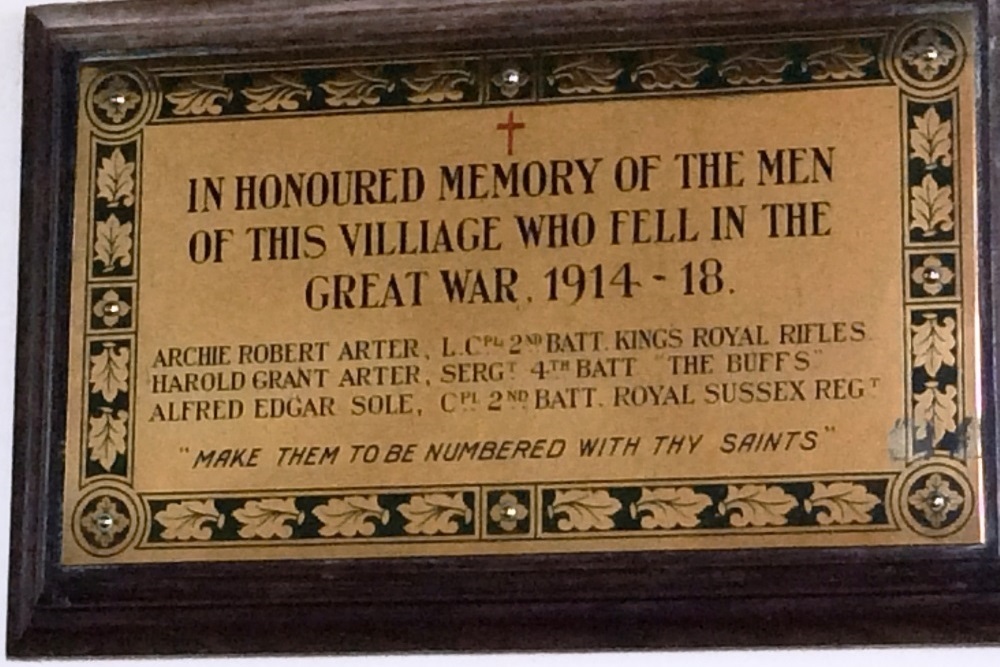 IN HONOURED MEMORY OF THE MEN
OF THIS VILLIAGE WHO FELL IN THE
GREAT WAR, 1914 - 18.
ARCHIE ROBERT ARTER, L.CPL 2ND BATT. KINGS ROYAL RIFLES.
HAROLD GRANT ARTER, SERGT 4TH BATT "THE BUFFS"
ALFRED EDGAR SOLE, CPL 2ND BATT. ROYAL SUSSEX REGT
"MAKE THEM TO BE NUMBERED WITH THY SAINTS"